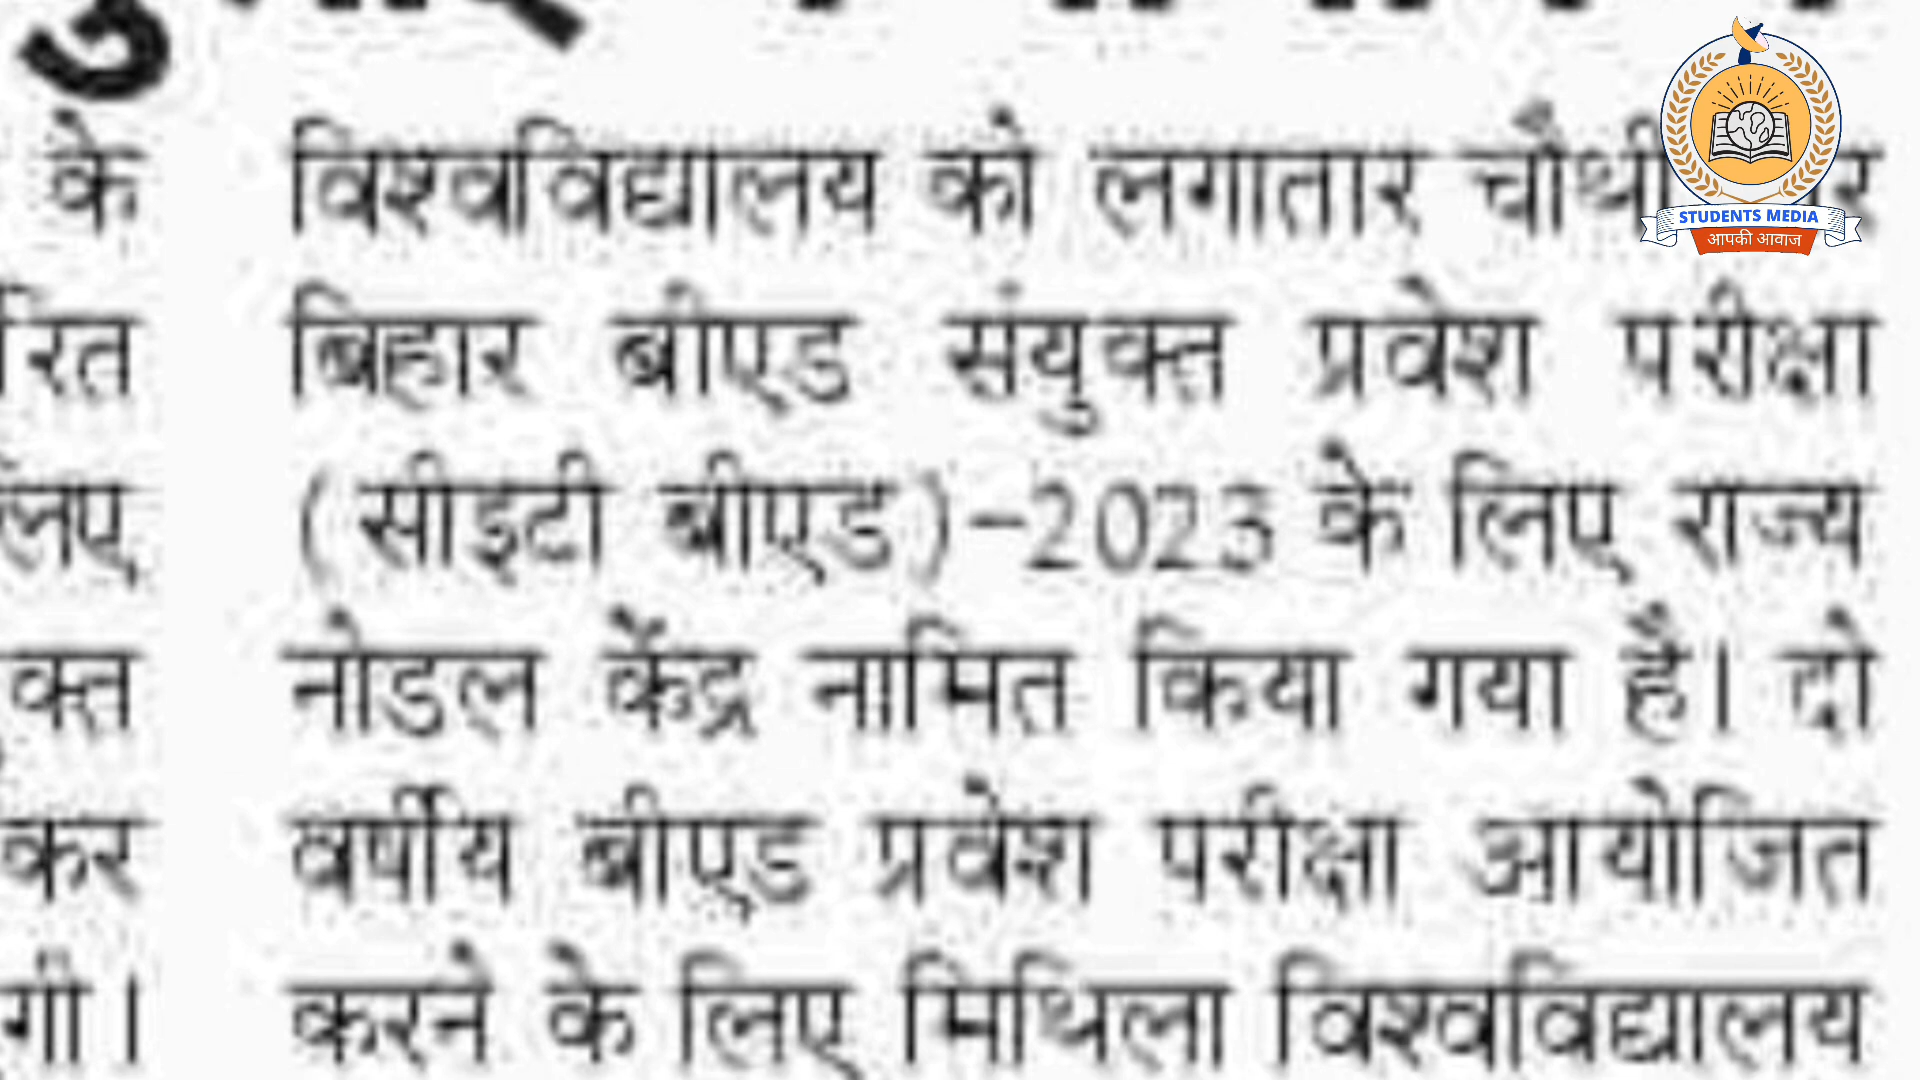 के
रित
लिए
क्त
कर
गी।
विश्वविद्यालय को लगातार चौथी
बिहार बीएड संयुक्त प्रवेश परीक्षा
(सीइटी बीएड)-2023 के लिए राज्य
नोडल केंद्र नामित किया गया है। दो
वर्षीय बीएड प्रवेश परीक्षा आयोजित
करने के लिए मिथिला विश्वविद्यालय
STUDENTS MEDIA
आपकी आवाज